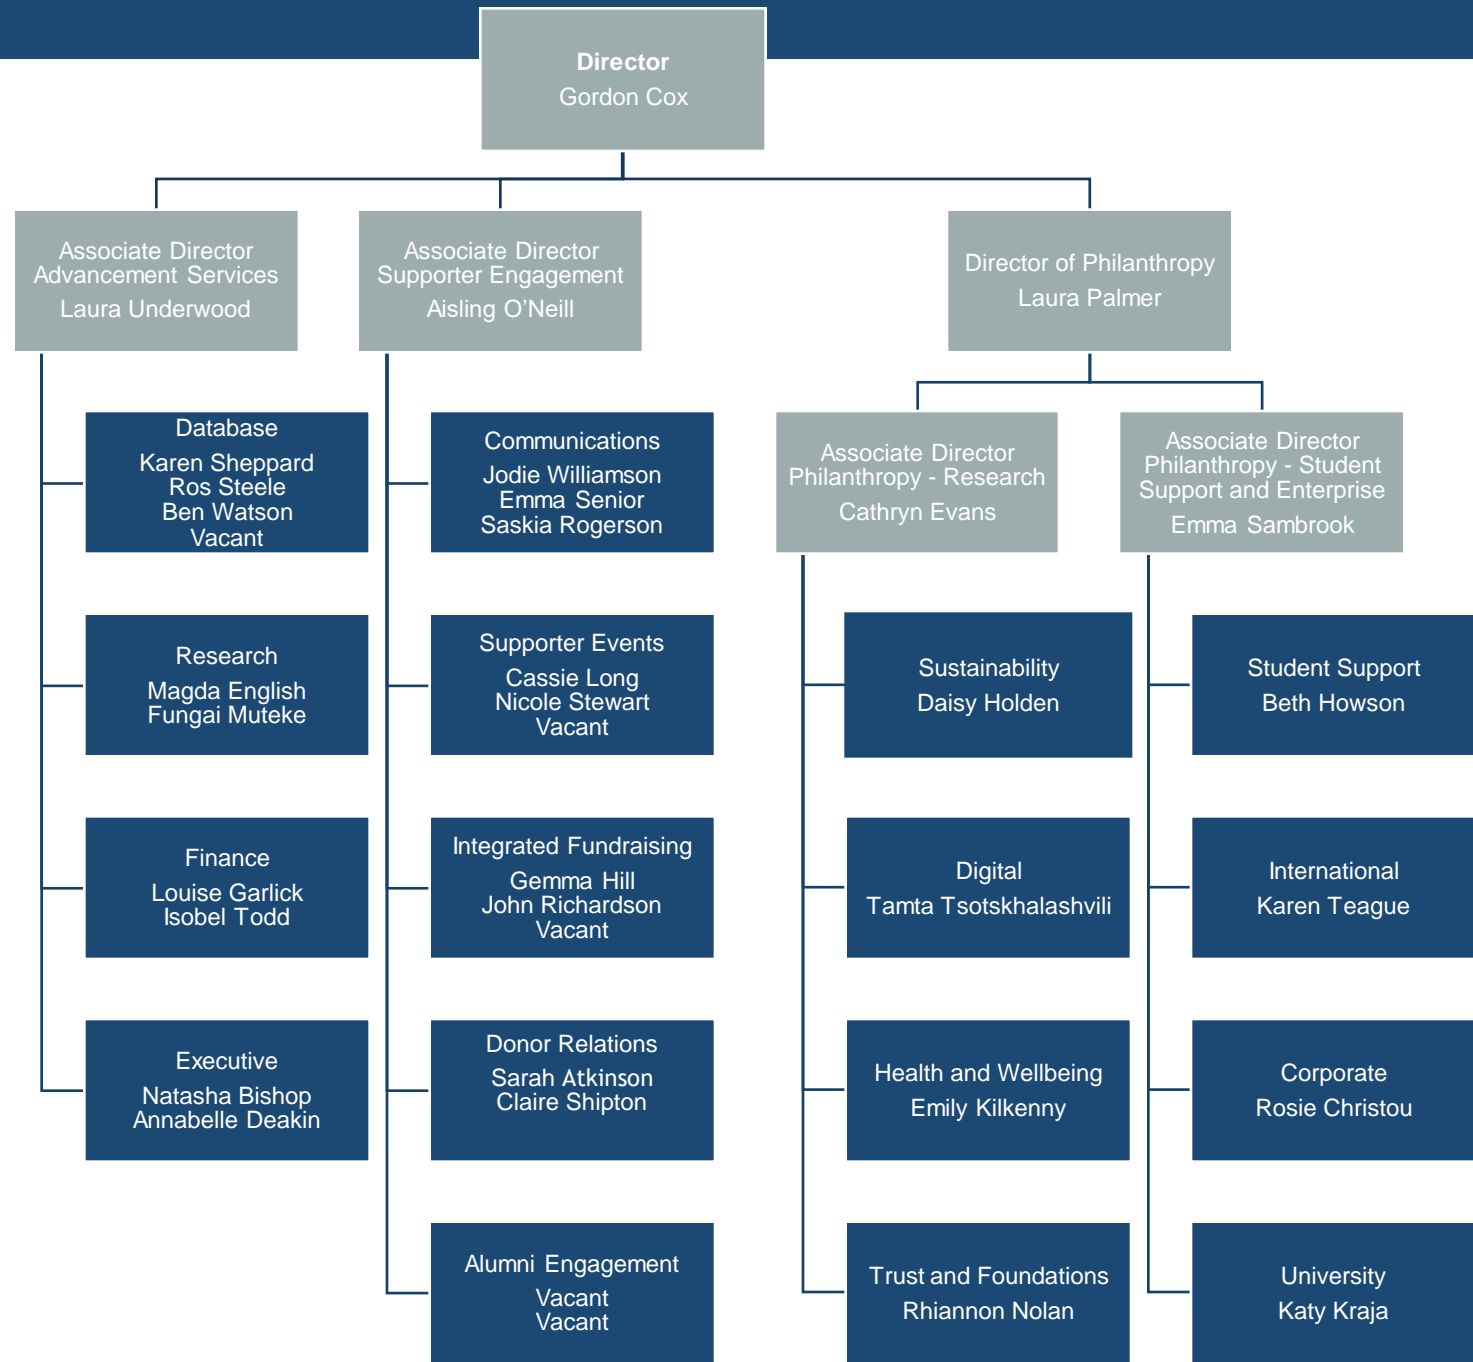 Director
Gordon Cox
Associate Director
Advancement Services
Laura Underwood
Associate Director
Supporter Engagement
Aisling O’Neill
Director of Philanthropy
Laura Palmer
Database
Karen Sheppard
Ros Steele
Ben Watson
Vacant
Communications
Jodie Williamson
Emma Senior
Saskia Rogerson
Associate Director
Philanthropy - Research
Cathryn Evans
Associate Director
Philanthropy - Student
Support and Enterprise
Emma Sambrook
Research
Magda English
Fungai Muteke
Supporter Events
Cassie Long
Nicole Stewart
Vacant
Sustainability
Daisy Holden
Student Support
Beth Howson
Finance
Louise Garlick
Isobel Todd
Integrated Fundraising
Gemma Hill
John Richardson
Vacant
Digital
Tamta Tsotskhalashvili
International
Karen Teague
Executive
Natasha Bishop
Annabelle Deakin
Donor Relations
Sarah Atkinson
Claire Shipton
Health and Wellbeing
Emily Kilkenny
Corporate
Rosie Christou
Alumni Engagement
Vacant
Vacant
Trust and Foundations
Rhiannon Nolan
University
Katy Kraja